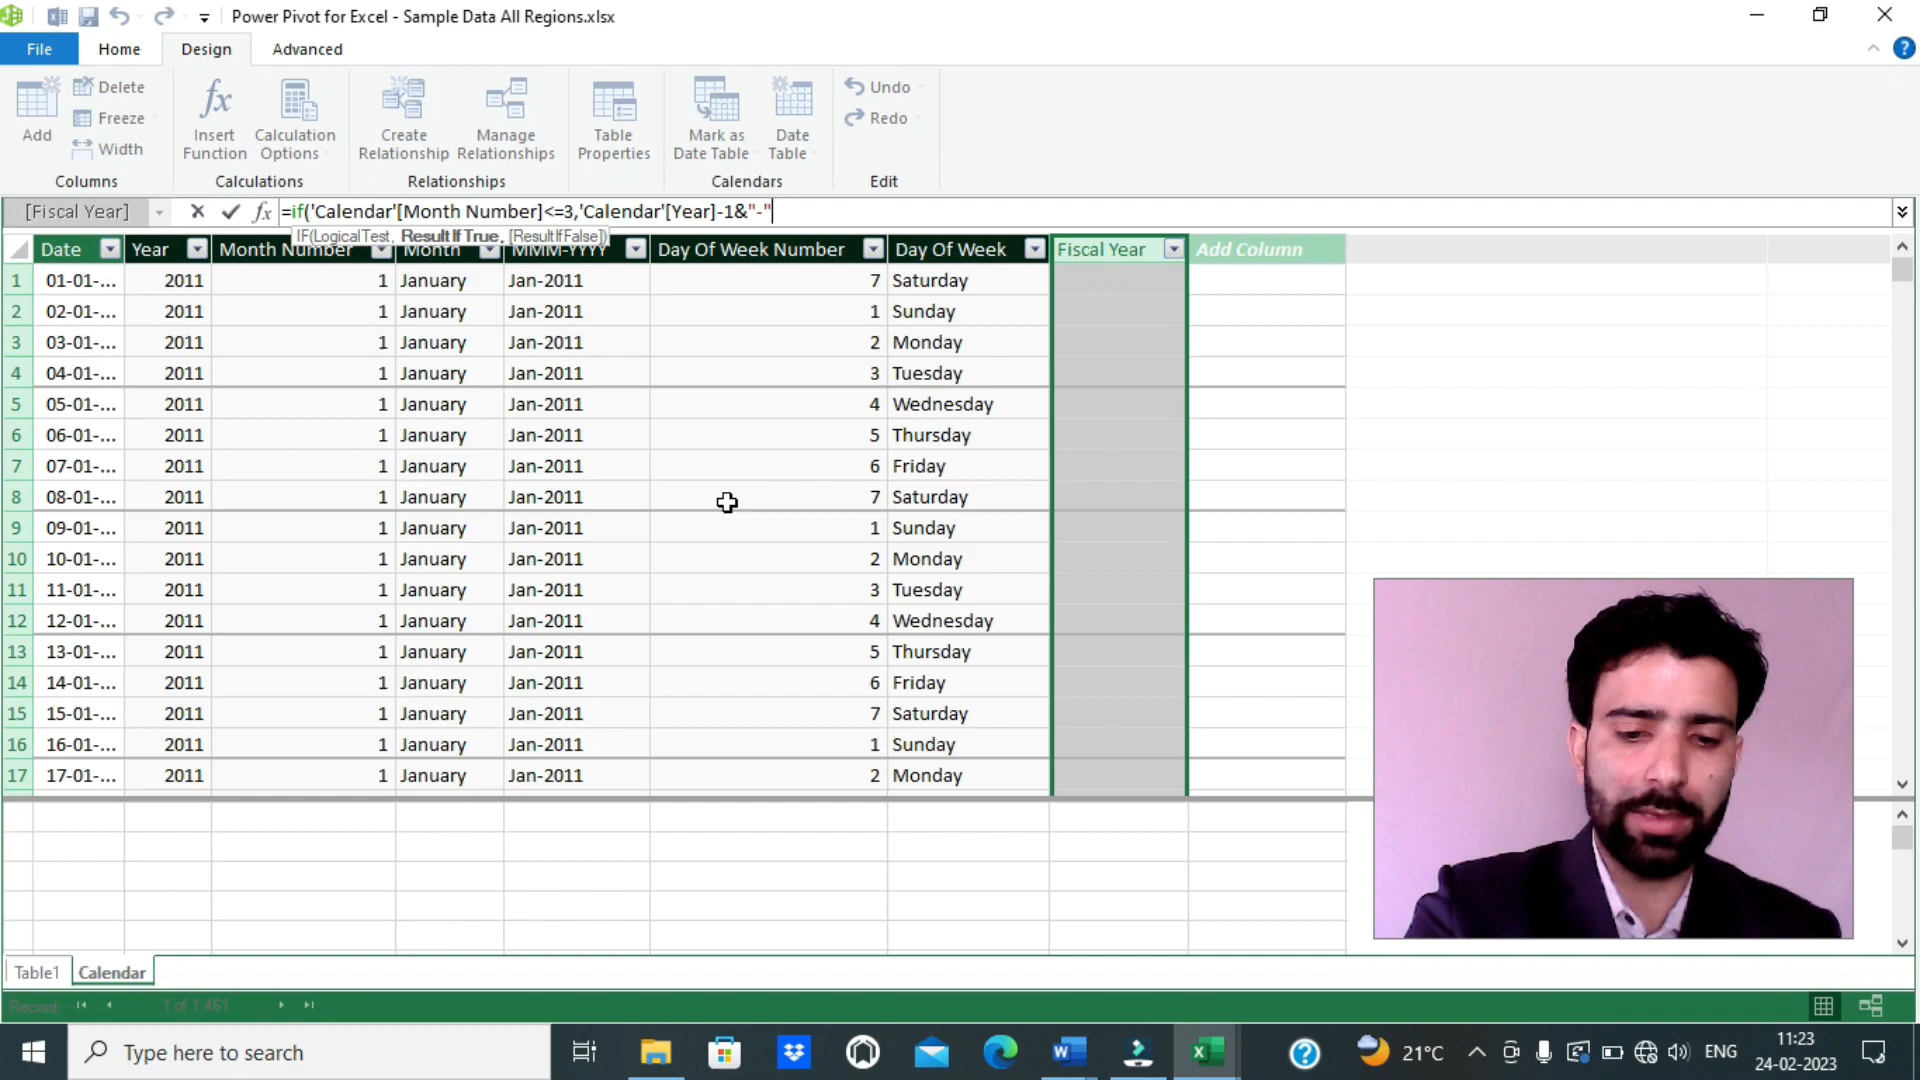 Power Pivot for Excel - Sample Data All Regions.xlsx
File Home Design Advanced
Add
Delete
Freeze
Width
Columns
Insert Function
Calculation Options
Calculations
Create Relationship
Manage Relationships
Relationships
Table Properties
Mark as Date Table
Date Table
Calendars
Undo
Redo
Edit
[Fiscal Year] fx =if('Calendar'[Month Number]<=3,'Calendar'[Year]-1&"-"
IF(LogicalTest, ResultIfTrue, [ResultIfFalse])
Date Year Month Number Month MMM-YYYY Day Of Week Number Day Of Week Fiscal Year Add Column
1 01-01-... 2011 1 January Jan-2011 7 Saturday
2 02-01-... 2011 1 January Jan-2011 1 Sunday
3 03-01-... 2011 1 January Jan-2011 2 Monday
4 04-01-... 2011 1 January Jan-2011 3 Tuesday
5 05-01-... 2011 1 January Jan-2011 4 Wednesday
6 06-01-... 2011 1 January Jan-2011 5 Thursday
7 07-01-... 2011 1 January Jan-2011 6 Friday
8 08-01-... 2011 1 January Jan-2011 7 Saturday
9 09-01-... 2011 1 January Jan-2011 1 Sunday
10 10-01-... 2011 1 January Jan-2011 2 Monday
11 11-01-... 2011 1 January Jan-2011 3 Tuesday
12 12-01-... 2011 1 January Jan-2011 4 Wednesday
13 13-01-... 2011 1 January Jan-2011 5 Thursday
14 14-01-... 2011 1 January Jan-2011 6 Friday
15 15-01-... 2011 1 January Jan-2011 7 Saturday
16 16-01-... 2011 1 January Jan-2011 1 Sunday
17 17-01-... 2011 1 January Jan-2011 2 Monday
Table1 Calendar
Record: 1 of 1,461
Type here to search
21°C ENG
11:23
24-02-2023